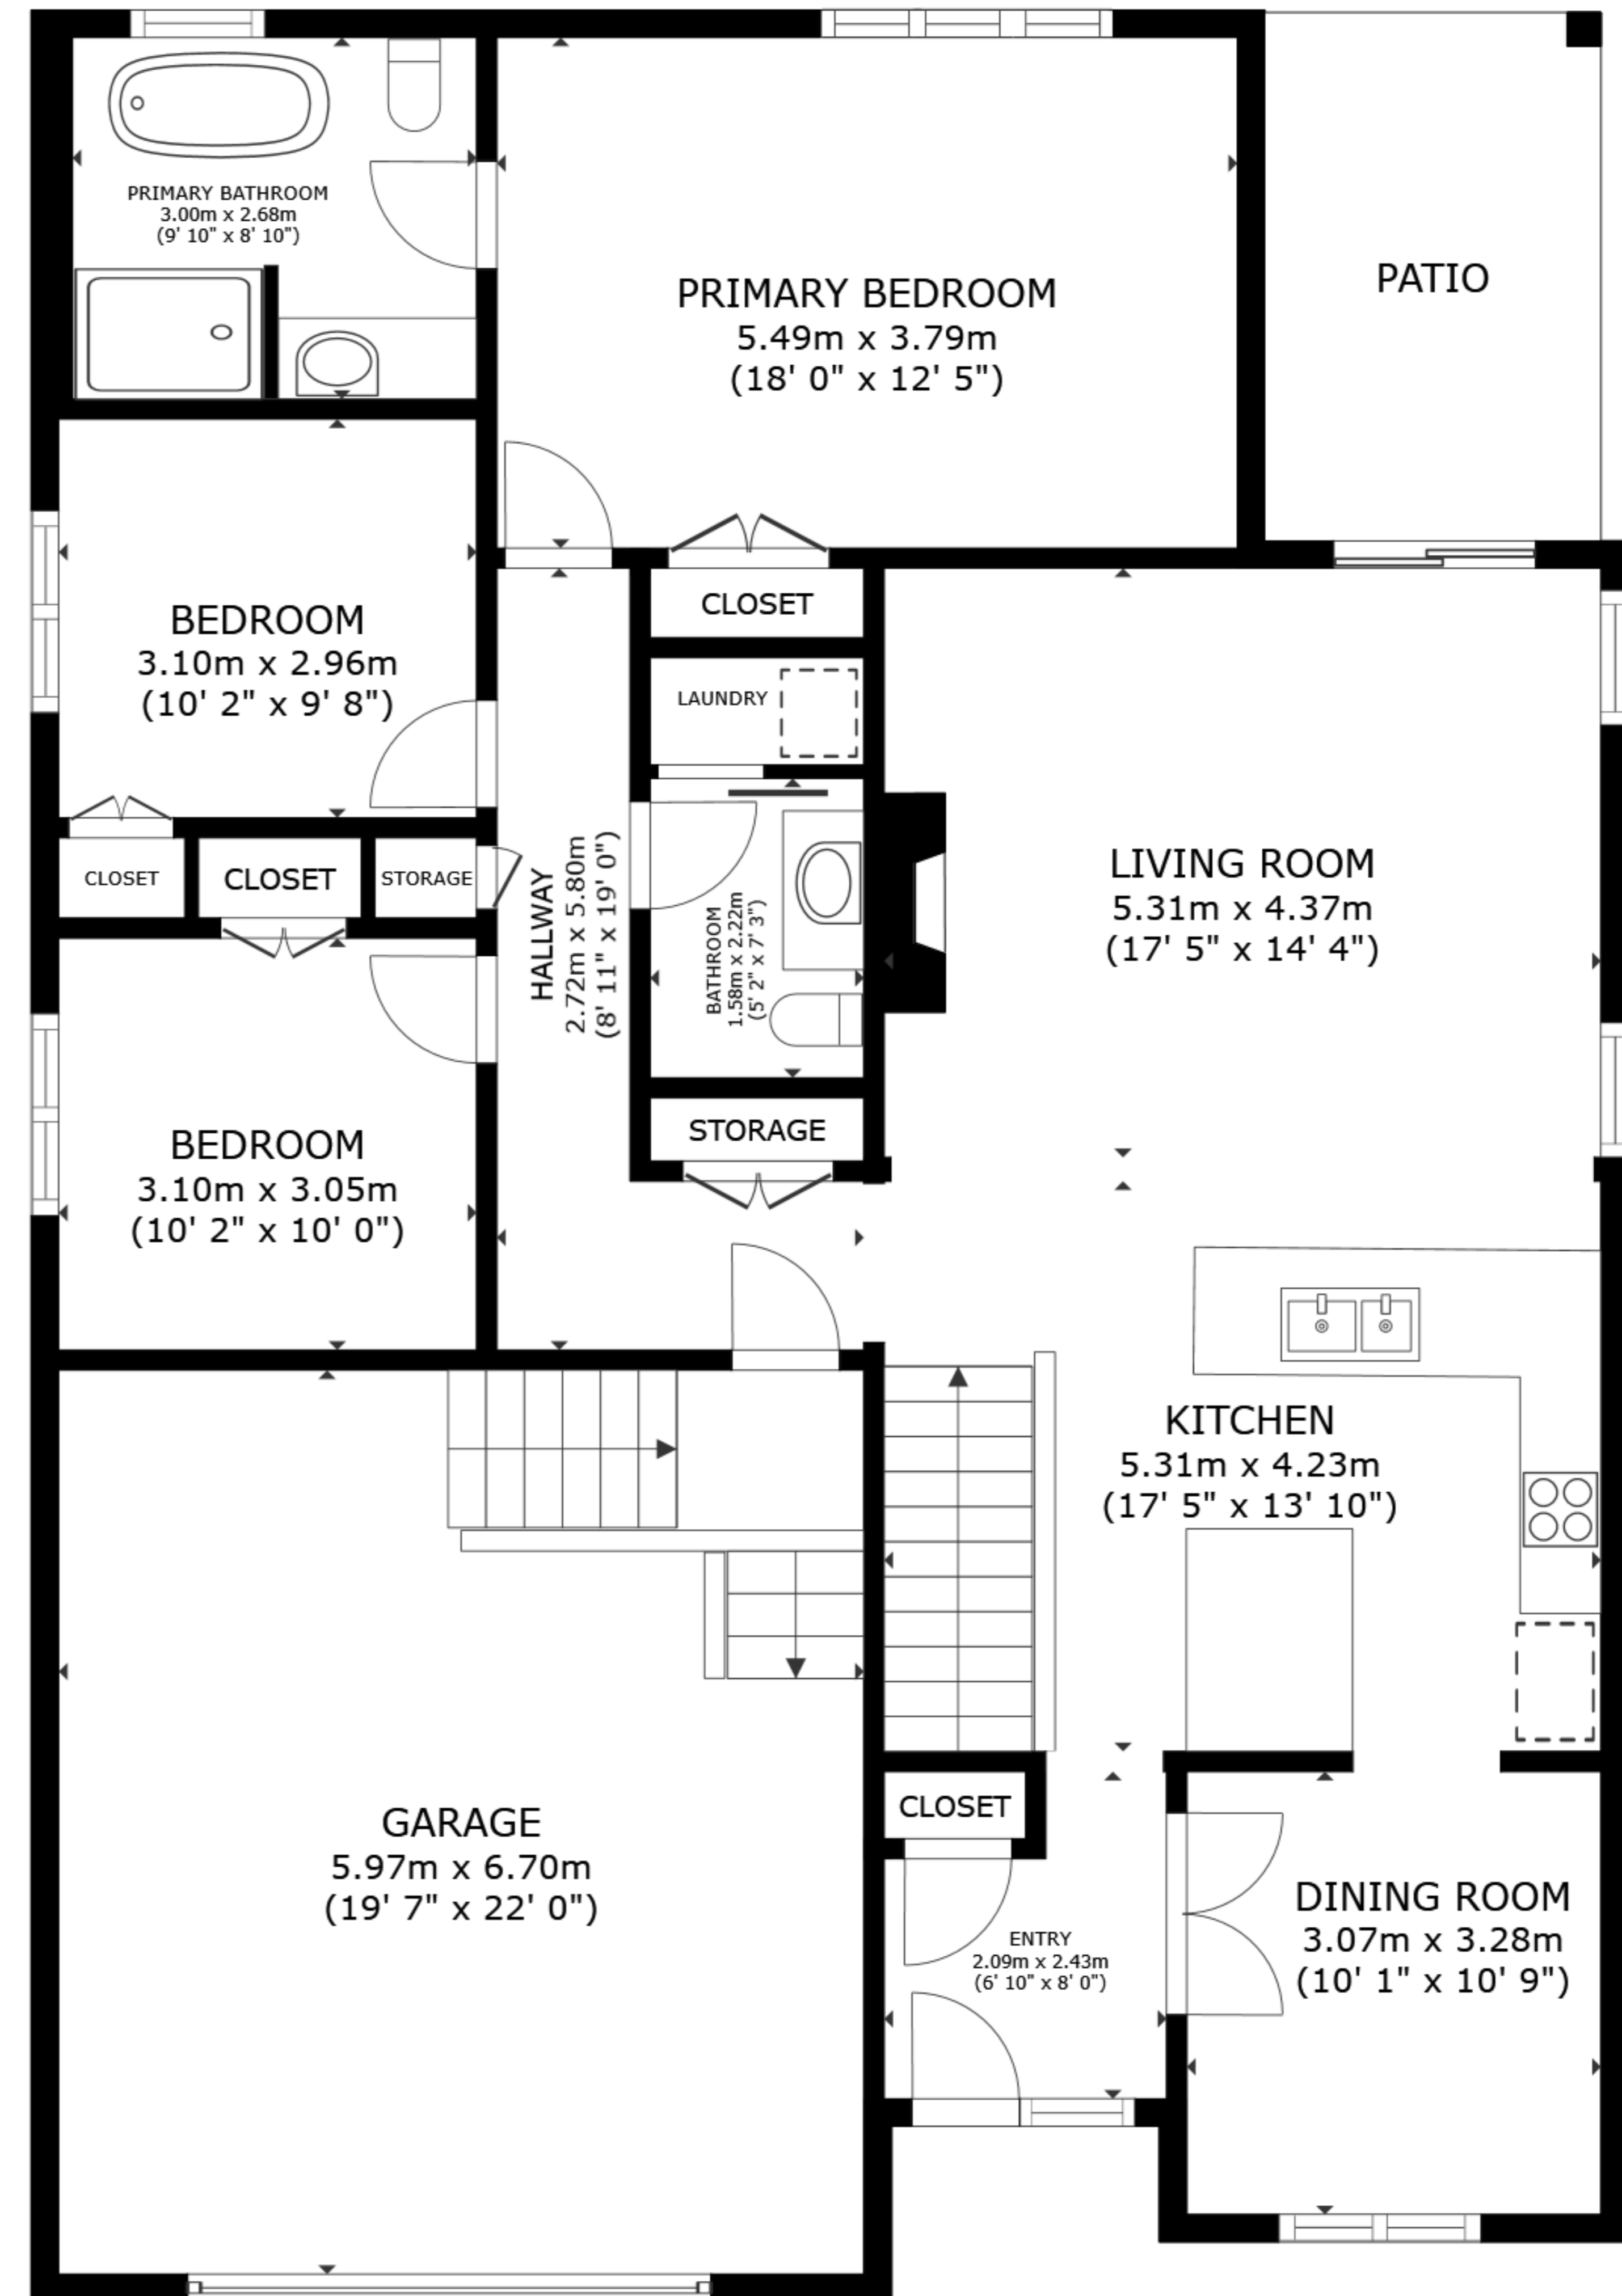 PRIMARY BATHROOM
3.00m x 2.68m
(9' 10" x 8' 10")
PRIMARY BEDROOM
5.49m x 3.79m
(18' 0" x 12' 5")
PATIO
BEDROOM
3.10m x 2.96m
(10' 2" x 9' 8")
CLOSET
LAUNDRY
CLOSET
CLOSET
STORAGE
HALLWAY
2.72m x 5.80m
(8' 11" x 19' 0")
BATHROOM
1.58m x 2.22m
(5' 2" x 7' 3")
LIVING ROOM
5.31m x 4.37m
(17' 5" x 14' 4")
BEDROOM
3.10m x 3.05m
(10' 2" x 10' 0")
STORAGE
KITCHEN
5.31m x 4.23m
(17' 5" x 13' 10")
GARAGE
5.97m x 6.70m
(19' 7" x 22' 0")
CLOSET
ENTRY
2.09m x 2.43m
(6' 10" x 8' 0")
DINING ROOM
3.07m x 3.28m
(10' 1" x 10' 9")